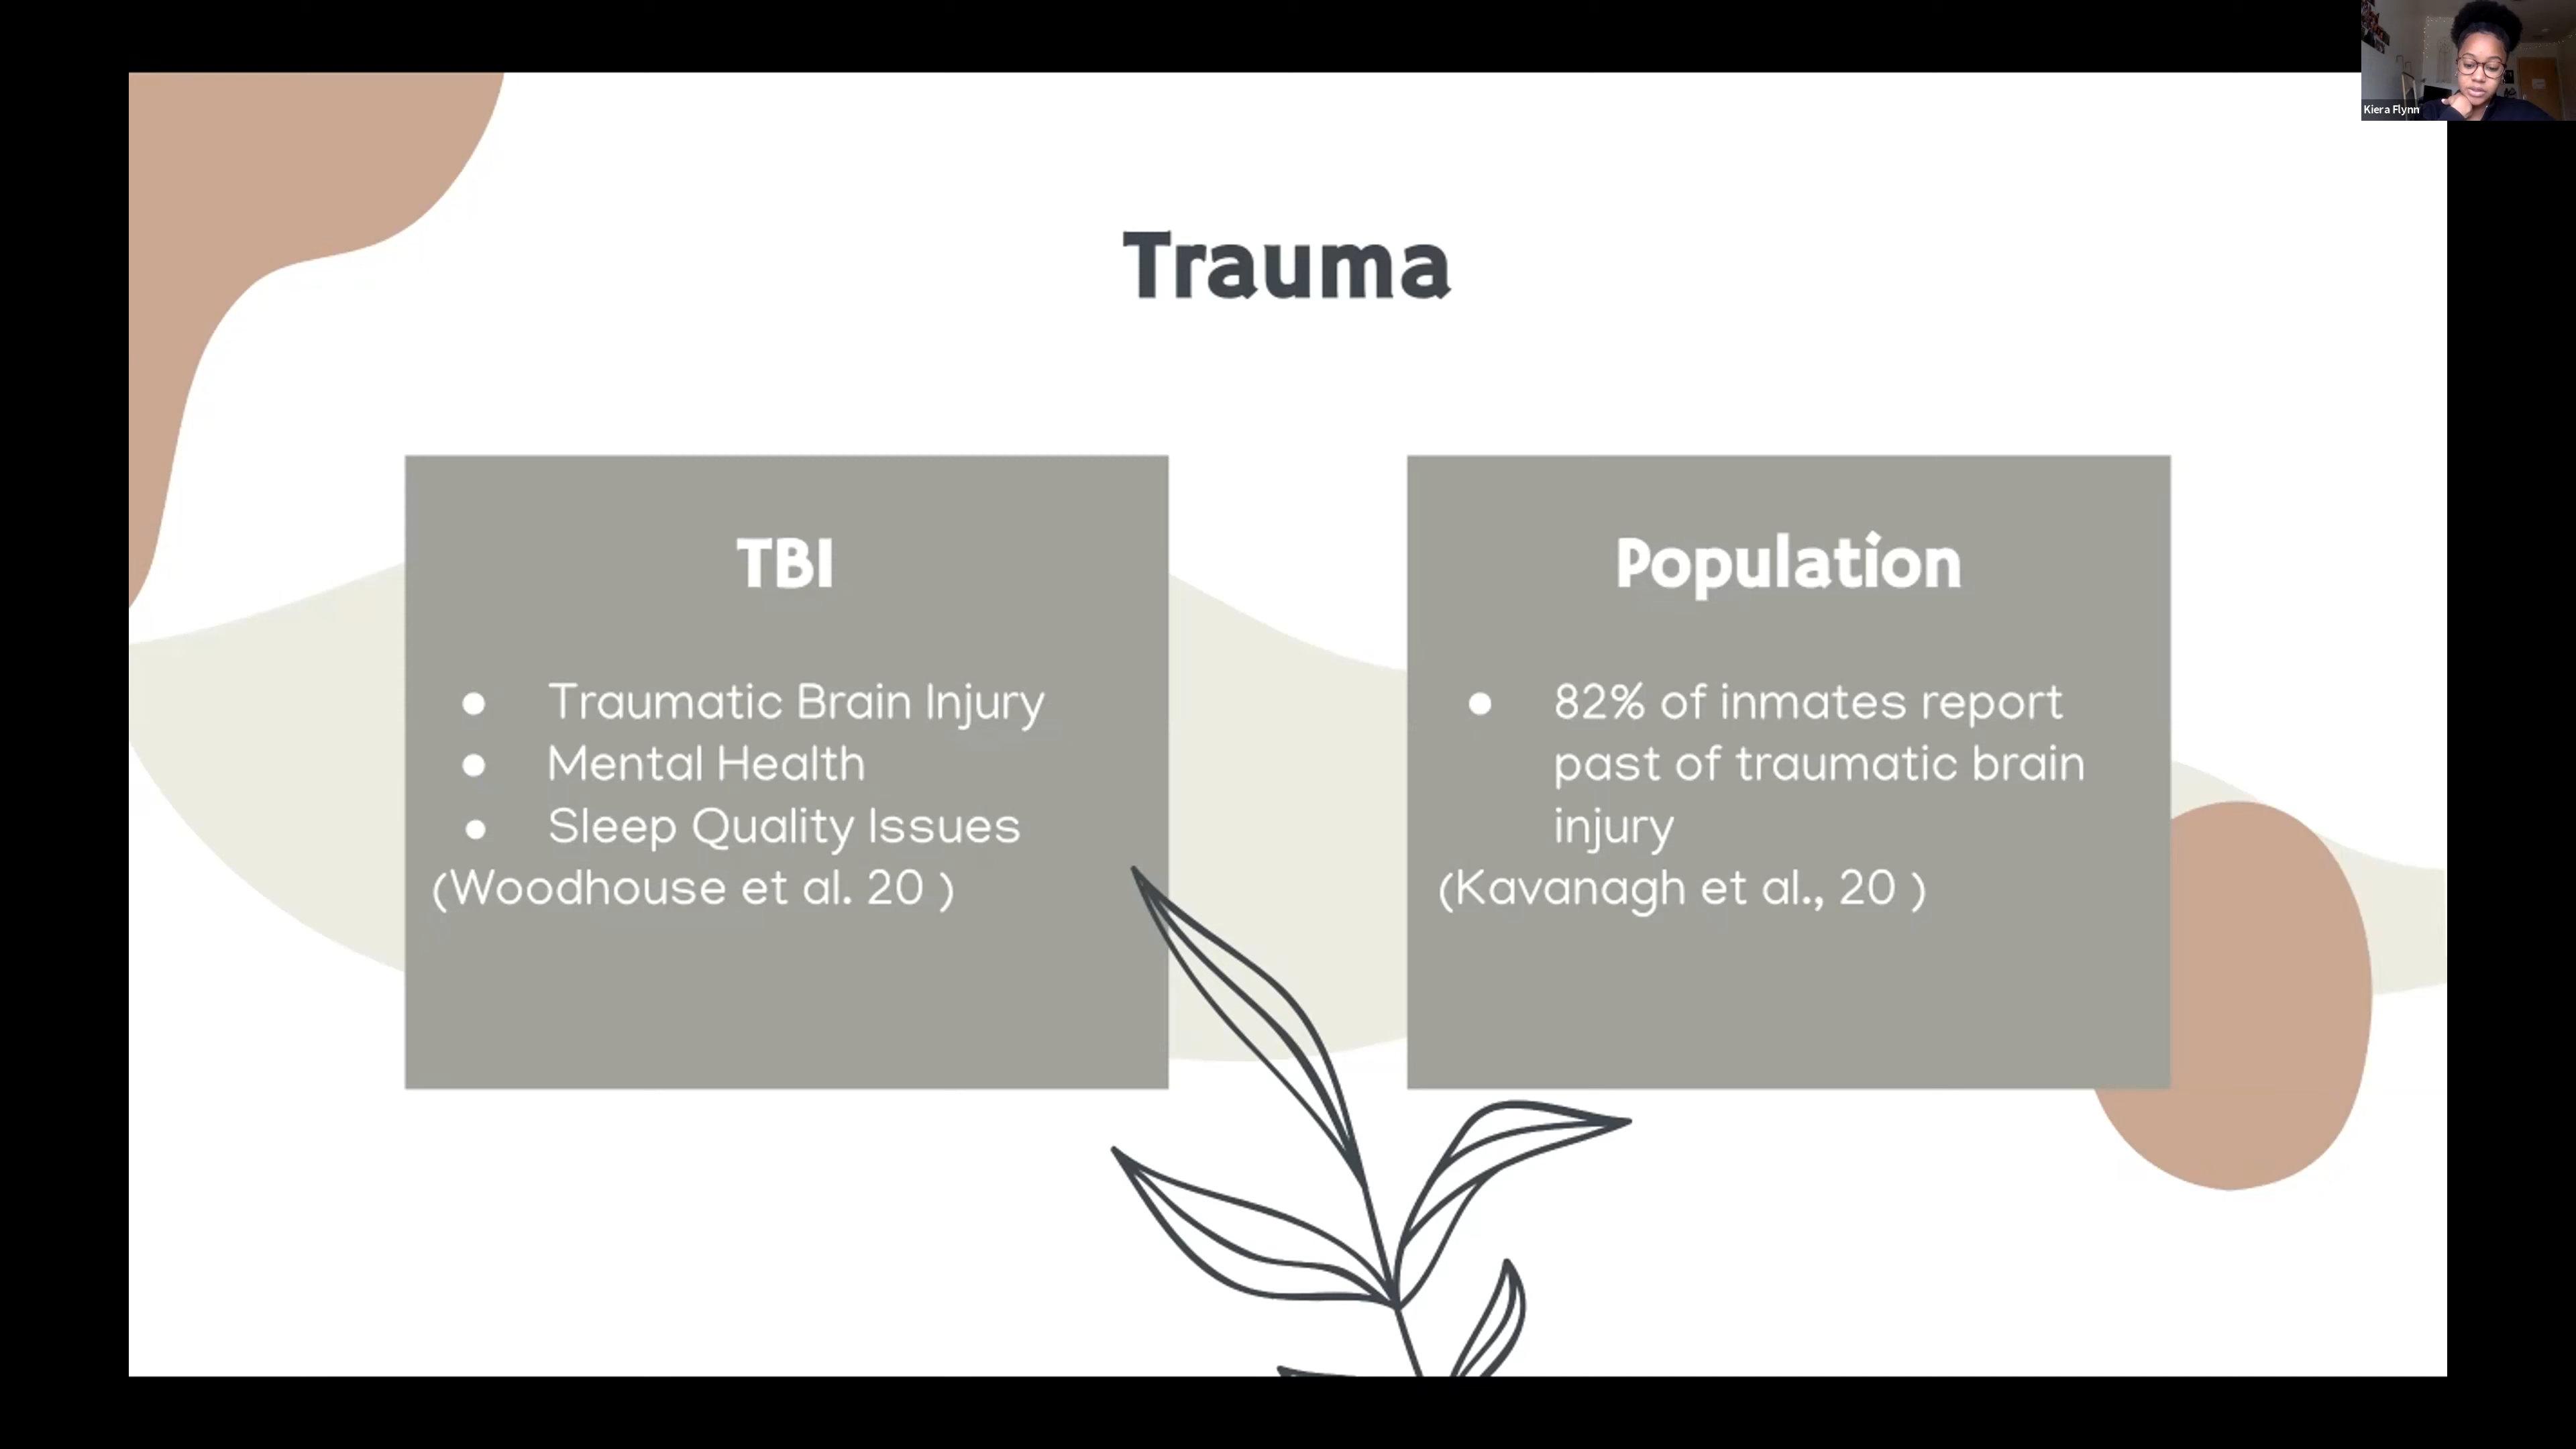 Kiera Flynn
Trauma
TBI
● Traumatic Brain Injury
● Mental Health
● Sleep Quality Issues
(Woodhouse et al. 20 )
Population
● 82% of inmates report
past of traumatic brain
injury
(Kavanagh et al., 20 )